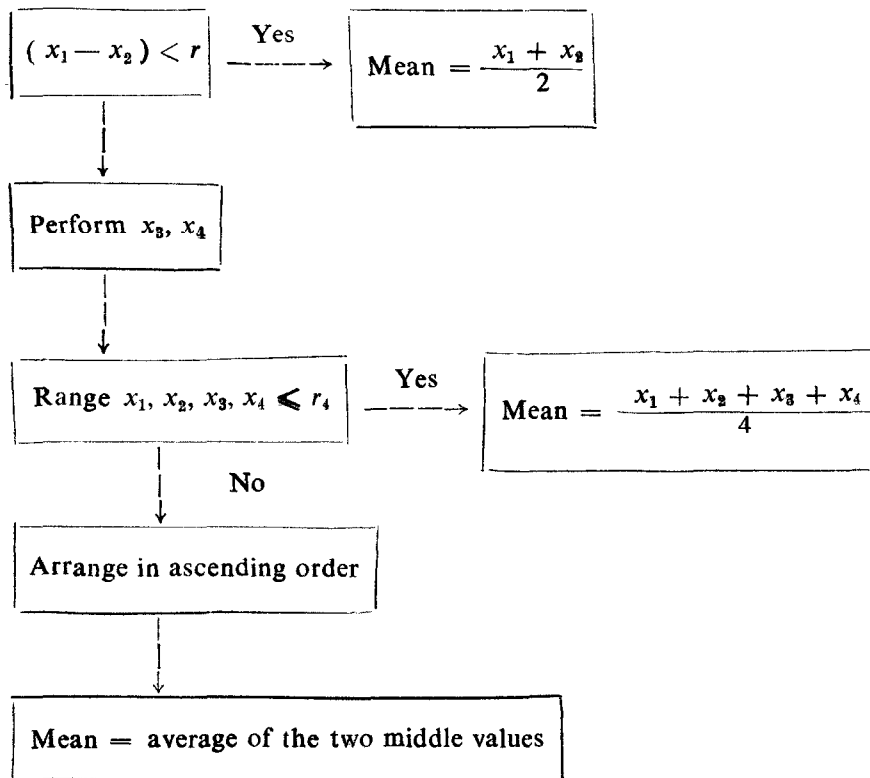 ( x₁ — x₂ ) < r
Yes
Mean = (x₁ + x₂)/2
Perform x₃, x₄
Range x₁, x₂, x₃, x₄ ⩽ r₄
Yes
Mean = (x₁ + x₂ + x₃ + x₄)/4
No
Arrange in ascending order
Mean = average of the two middle values